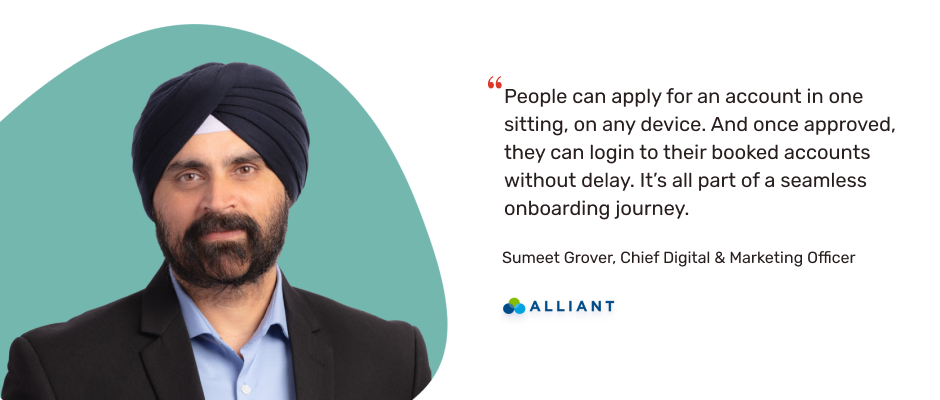 “People can apply for an account in one
sitting, on any device. And once approved,
they can login to their booked accounts
without delay. It’s all part of a seamless
onboarding journey.
Sumeet Grover, Chief Digital & Marketing Officer
ALLIANT